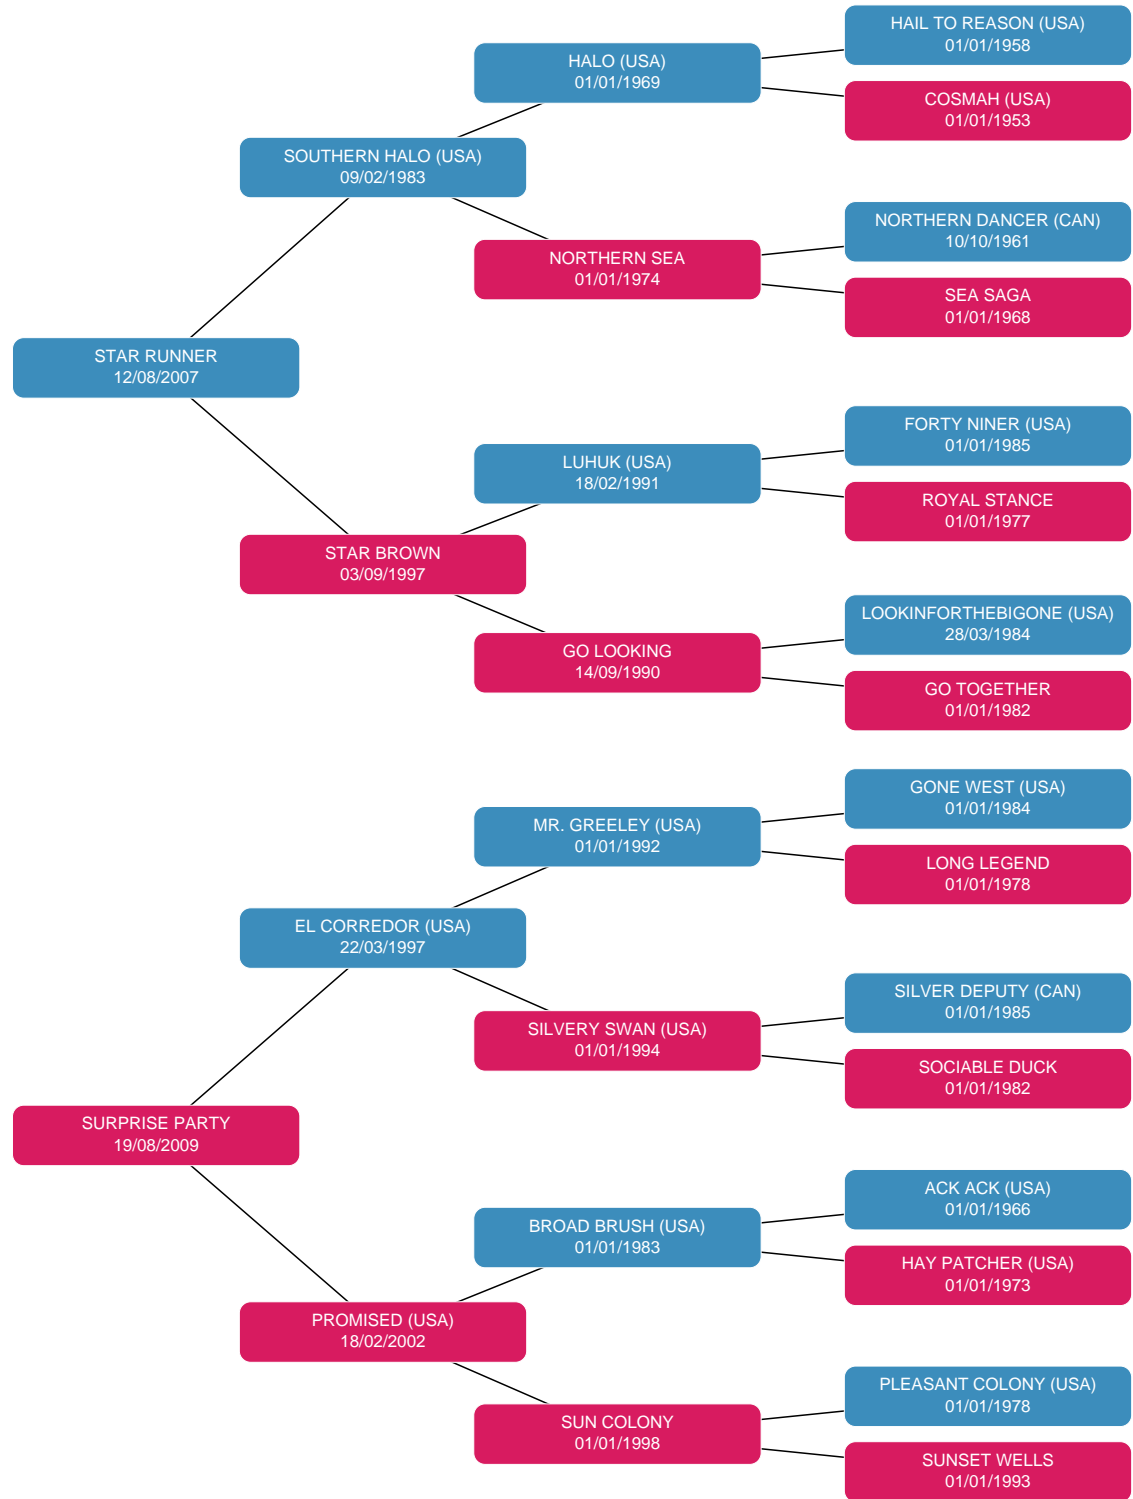 HAIL TO REASON (USA)
01/01/1958
HALO (USA)
01/01/1969
COSMAH (USA)
01/01/1953
SOUTHERN HALO (USA)
09/02/1983
NORTHERN DANCER (CAN)
10/10/1961
NORTHERN SEA
01/01/1974
SEA SAGA
01/01/1968
STAR RUNNER
12/08/2007
FORTY NINER (USA)
01/01/1985
LUHUK (USA)
18/02/1991
ROYAL STANCE
01/01/1977
STAR BROWN
03/09/1997
LOOKINFORTHEBIGONE (USA)
28/03/1984
GO LOOKING
14/09/1990
GO TOGETHER
01/01/1982
GONE WEST (USA)
01/01/1984
MR. GREELEY (USA)
01/01/1992
LONG LEGEND
01/01/1978
EL CORREDOR (USA)
22/03/1997
SILVER DEPUTY (CAN)
01/01/1985
SILVERY SWAN (USA)
01/01/1994
SOCIABLE DUCK
01/01/1982
SURPRISE PARTY
19/08/2009
ACK ACK (USA)
01/01/1966
BROAD BRUSH (USA)
01/01/1983
HAY PATCHER (USA)
01/01/1973
PROMISED (USA)
18/02/2002
PLEASANT COLONY (USA)
01/01/1978
SUN COLONY
01/01/1998
SUNSET WELLS
01/01/1993